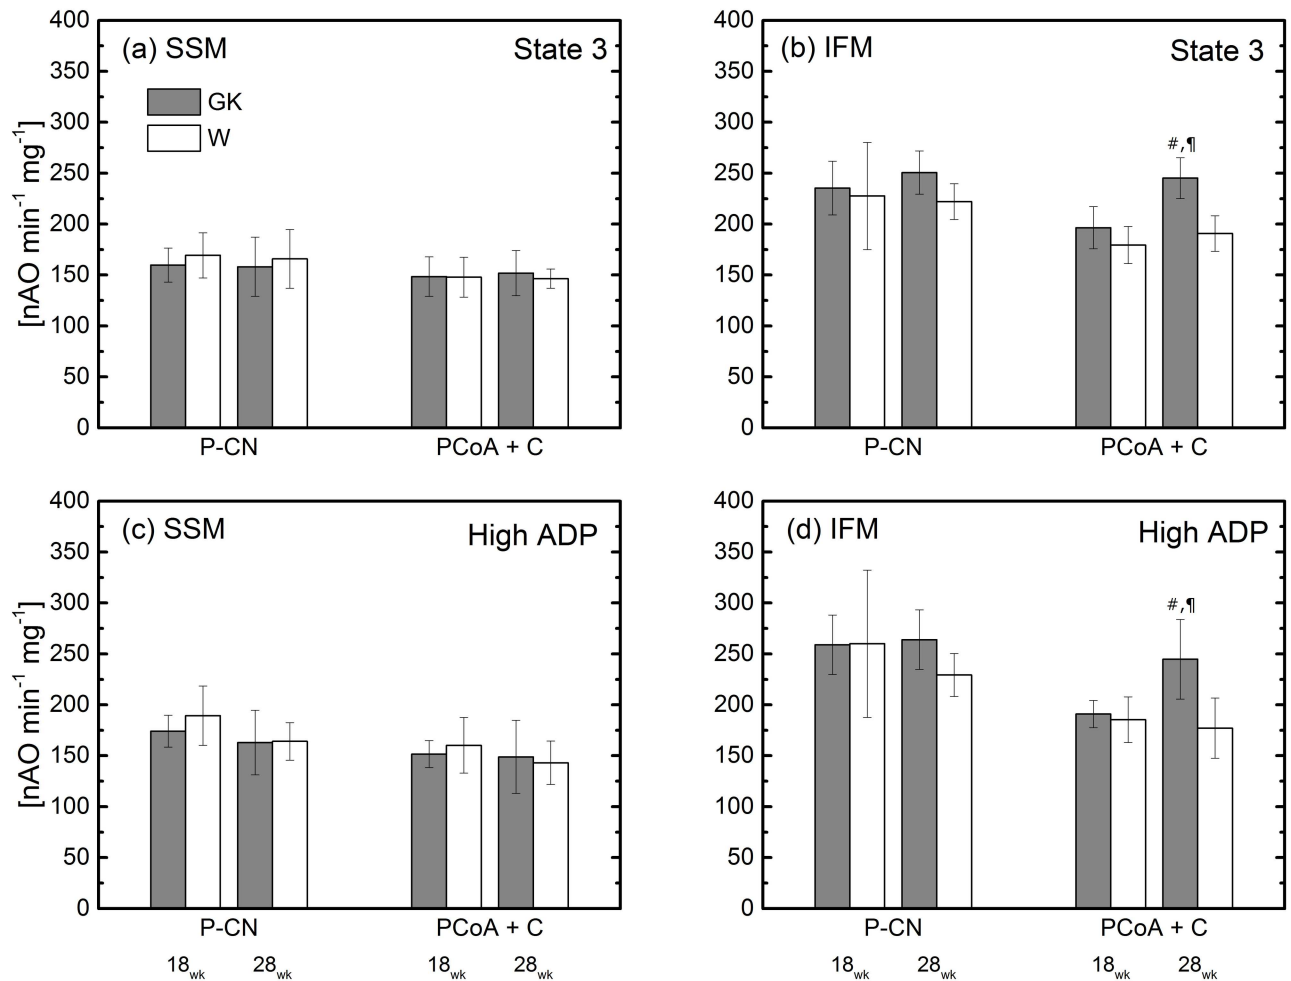 (a) SSM State 3
GK
W
[nAO min⁻¹ mg⁻¹]
400
350
300
250
200
150
100
50
0
P-CN PCoA + C
(b) IFM State 3
#,¶
400
350
300
250
200
150
100
50
0
P-CN PCoA + C
(c) SSM High ADP
[nAO min⁻¹ mg⁻¹]
400
350
300
250
200
150
100
50
0
P-CN PCoA + C
18wk 28wk 18wk 28wk
(d) IFM High ADP
#,¶
400
350
300
250
200
150
100
50
0
P-CN PCoA + C
18wk 28wk 18wk 28wk